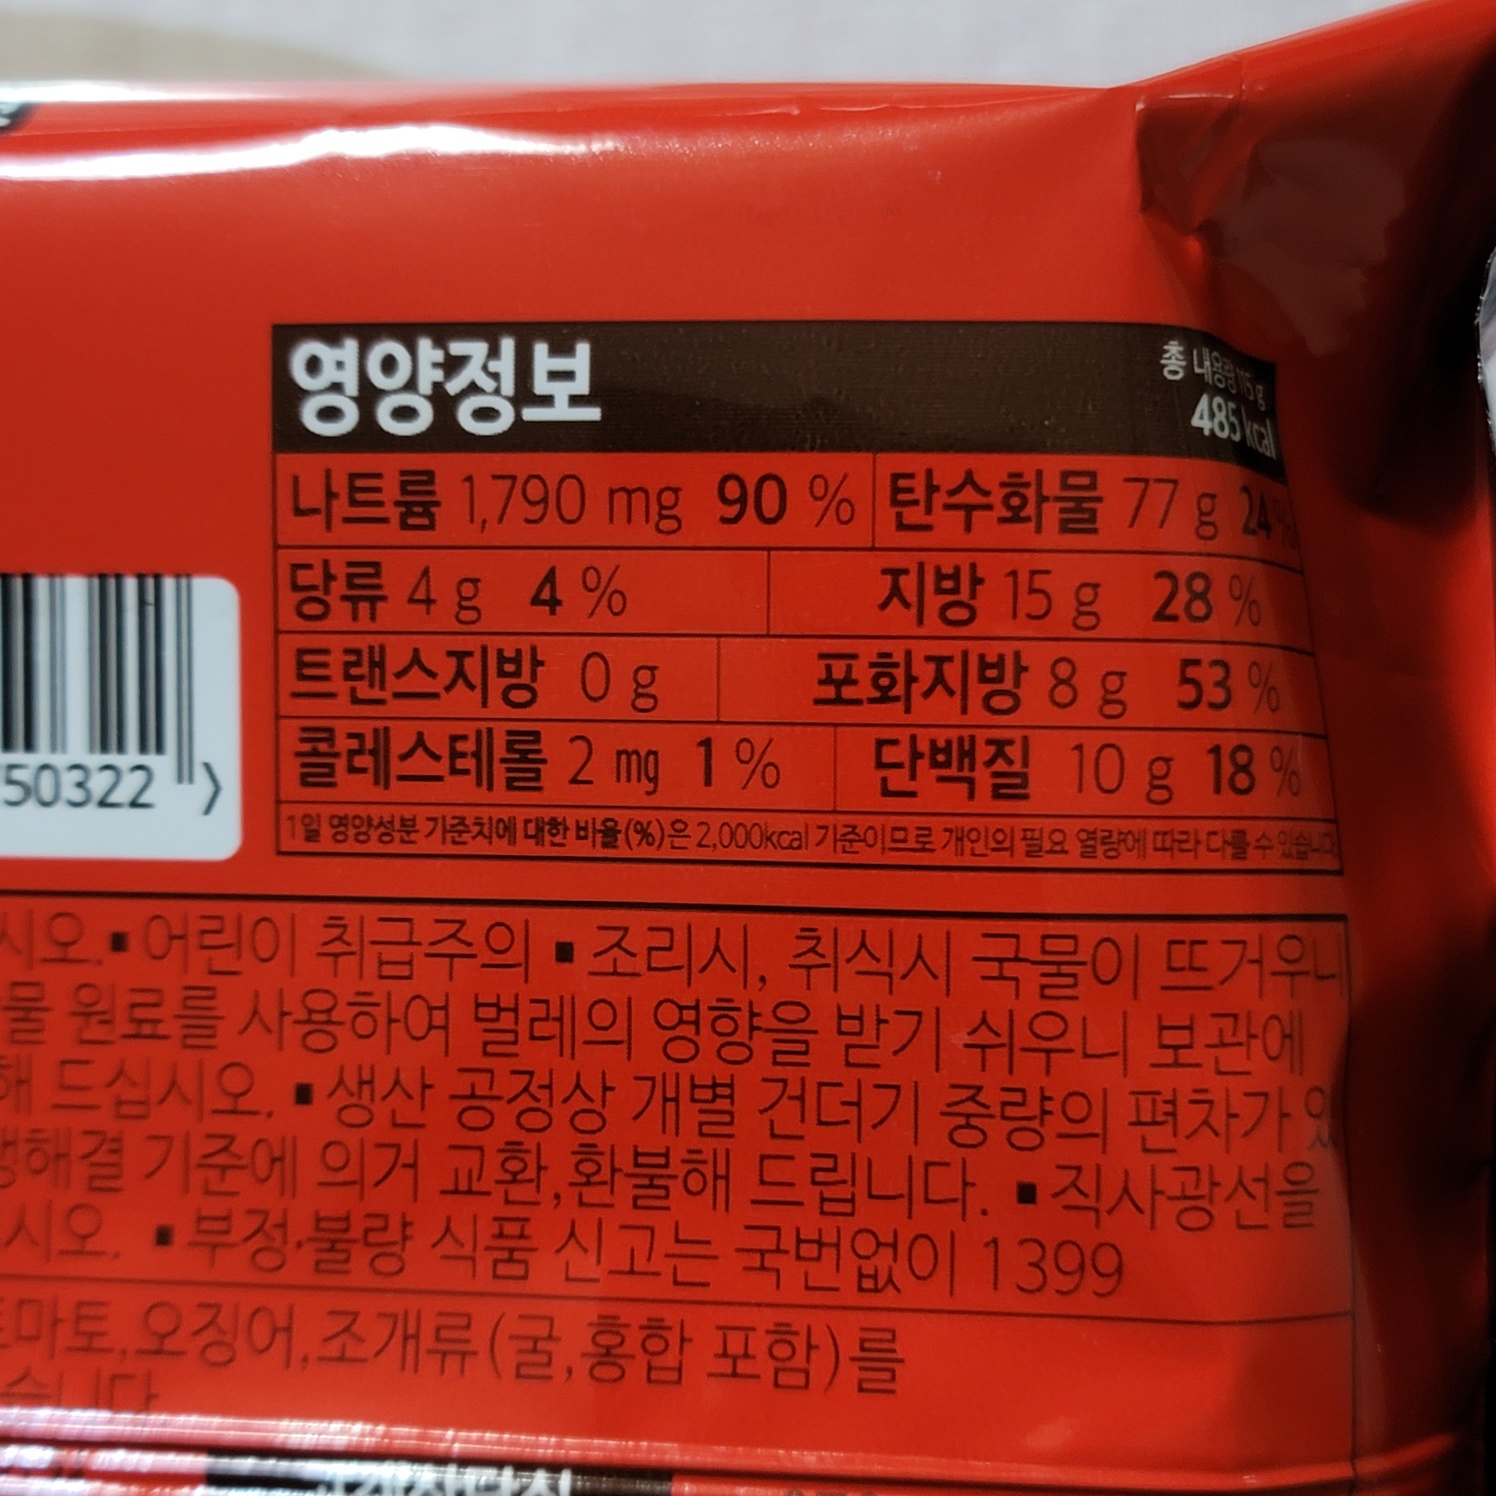 영양정보
총 내용량 115 g
485 kcal
나트륨 1,790 mg 90 % 탄수화물 77 g 24 %
당류 4 g 4 % 지방 15 g 28 %
트랜스지방 0 g 포화지방 8 g 53 %
콜레스테롤 2 mg 1 % 단백질 10 g 18 %
1일 영양성분 기준치에 대한 비율(%)은 2,000kcal 기준이므로 개인의 필요 열량에 따라 다를 수 있습니다
50322 >
시오. ▪어린이 취급주의 ▪조리시, 취식시 국물이 뜨거우니
물 원료를 사용하여 벌레의 영향을 받기 쉬우니 보관에
해 드십시오. ▪생산 공정상 개별 건더기 중량의 편차가 있
쟁해결 기준에 의거 교환,환불해 드립니다. ▪직사광선을
시오. ▪부정·불량 식품 신고는 국번없이 1399
토마토,오징어,조개류(굴,홍합 포함)를
습니다